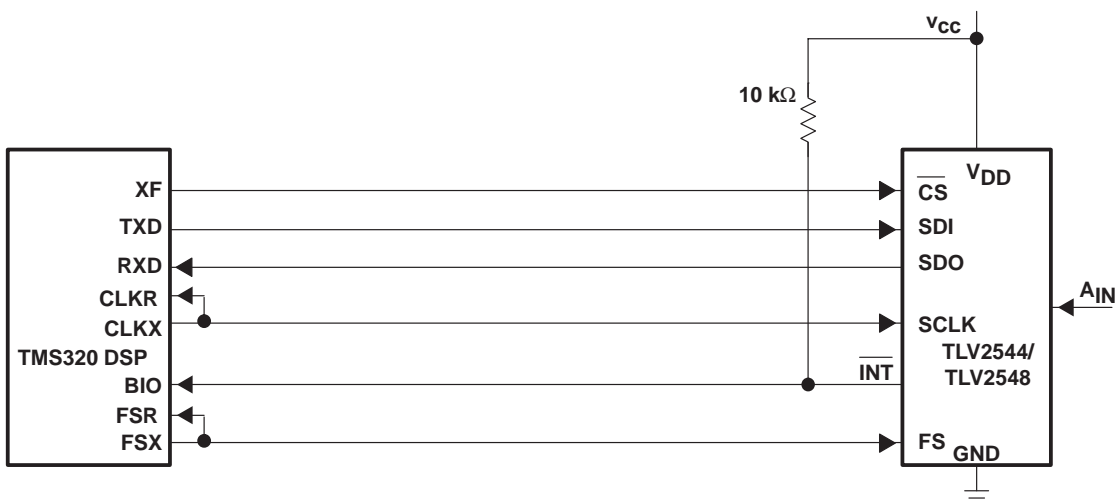 vCC
10 kΩ
VDD
XF
TXD
RXD
CLKR
CLKX
TMS320 DSP
BIO
FSR
FSX
CS
SDI
SDO
SCLK
TLV2544/
TLV2548
INT
FS
GND
AIN